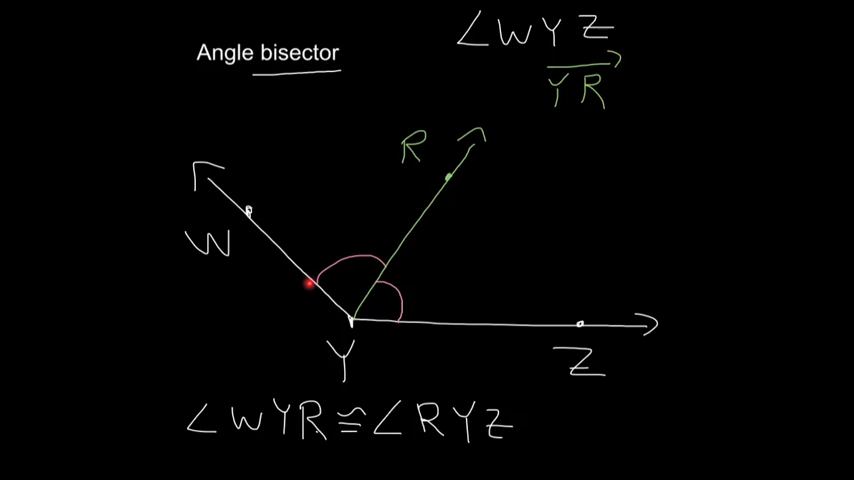 ∠WYZ
Angle bisector
YR
R
W
Y
Z
∠WYR ≅ ∠RYZ